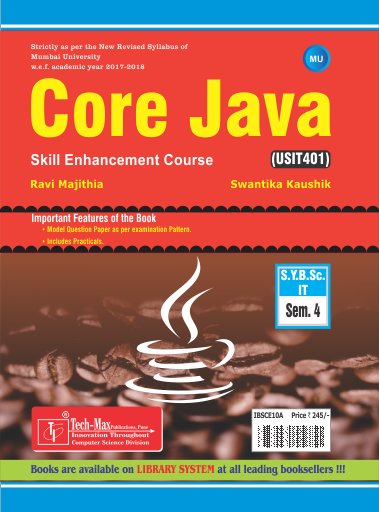 Strictly as per the New Revised Syllabus of
Mumbai University
w.e.f. academic year 2017-2018
MU
Core Java
Skill Enhancement Course
(USIT401)
Ravi Majithia
Swantika Kaushik
Important Features of the Book
• Model Question Paper as per examination Pattern.
• Includes Practicals.
S.Y.B.Sc.
IT
Sem. 4
®
Tech-Max Publications, Pune
Innovation Throughout
Computer Science Division
IBSCE10A Price ₹ 245/-
Books are available on LIBRARY SYSTEM at all leading booksellers !!!